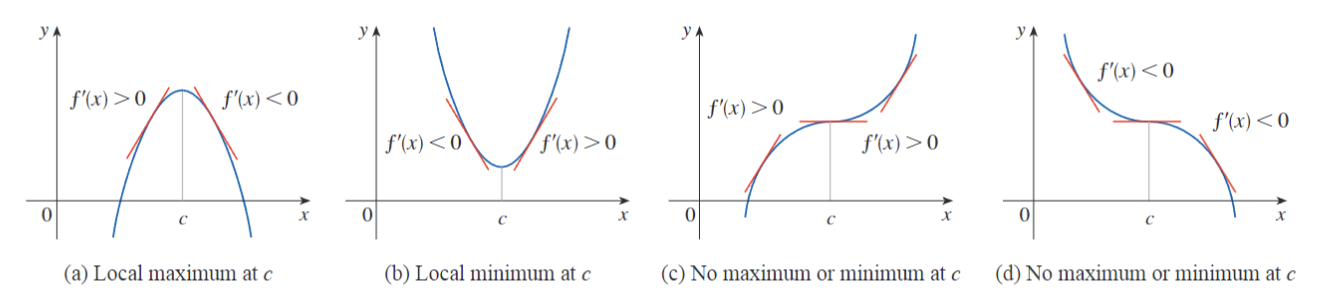 y
f′(x) > 0
f′(x) < 0
0
c
x
(a) Local maximum at c
y
f′(x) < 0
f′(x) > 0
0
c
x
(b) Local minimum at c
y
f′(x) > 0
f′(x) > 0
0
c
x
(c) No maximum or minimum at c
y
f′(x) < 0
f′(x) < 0
0
c
x
(d) No maximum or minimum at c